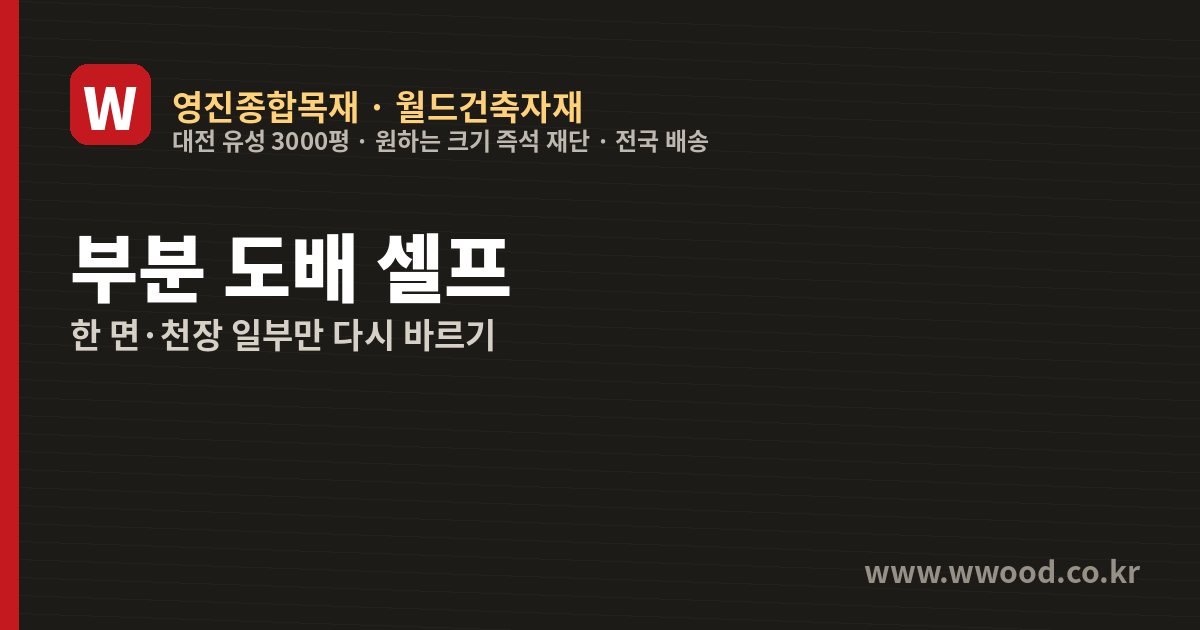 W
영진종합목재 · 월드건축자재
대전 유성 3000평 · 원하는 크기 즉석 재단 · 전국 배송
부분 도배 셀프
한 면·천장 일부만 다시 바르기
www.wwood.co.kr